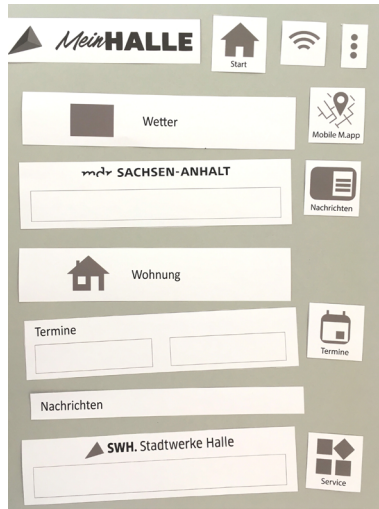 MeinHALLE
Start
Wetter
Mobile M.app
mdr SACHSEN-ANHALT
Nachrichten
Wohnung
Termine
Termine
Nachrichten
SWH. Stadtwerke Halle
Service